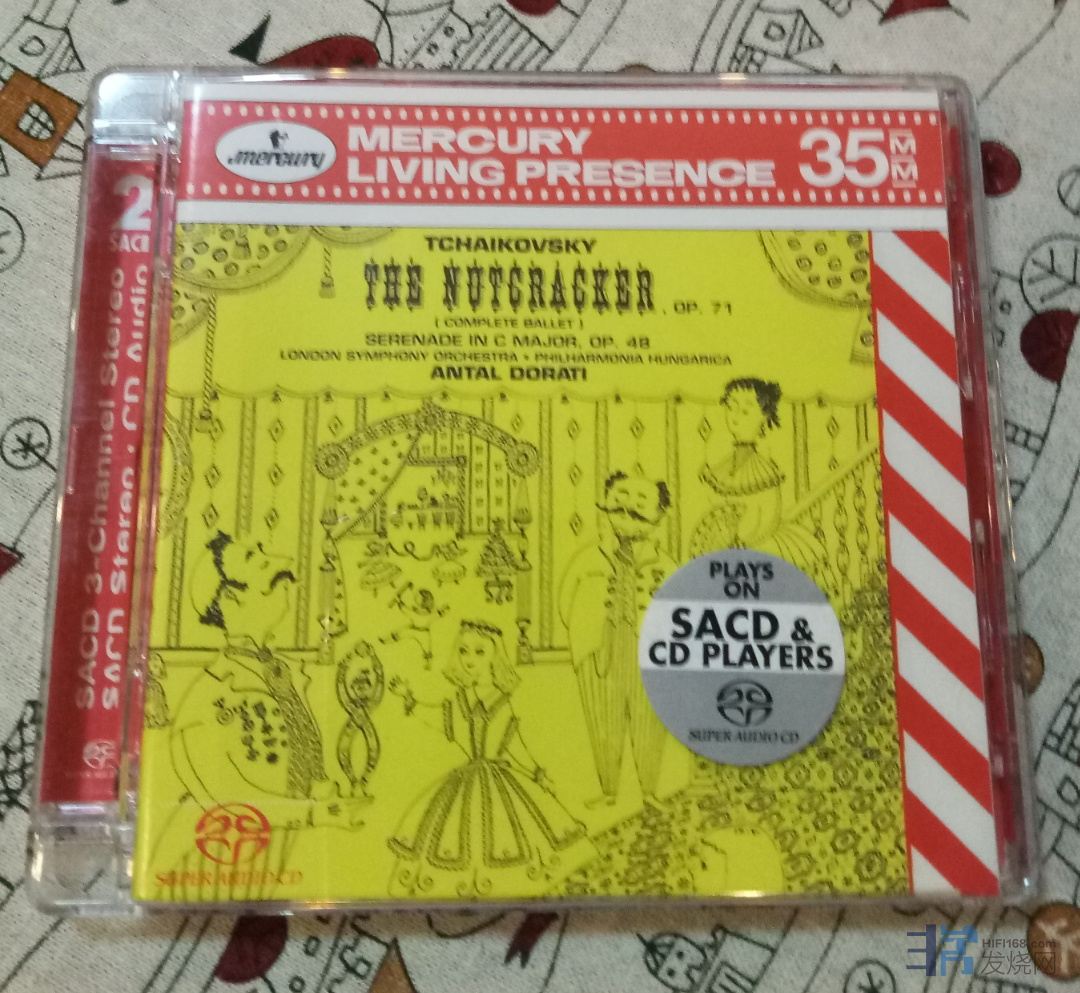 mercury
MERCURY
LIVING PRESENCE
35MM
TCHAIKOVSKY
THE NUTCRACKER, OP. 71
(COMPLETE BALLET)
SERENADE IN C MAJOR, OP. 48
LONDON SYMPHONY ORCHESTRA • PHILHARMONIA HUNGARICA
ANTAL DORATI
PLAYS
ON
SACD &
CD PLAYERS
SUPER AUDIO CD
SUPER AUDIO CD
2
SACD
SACD 3-Channel Stereo
SACD Stereo · CD Audio
HIFI168.com
发烧网